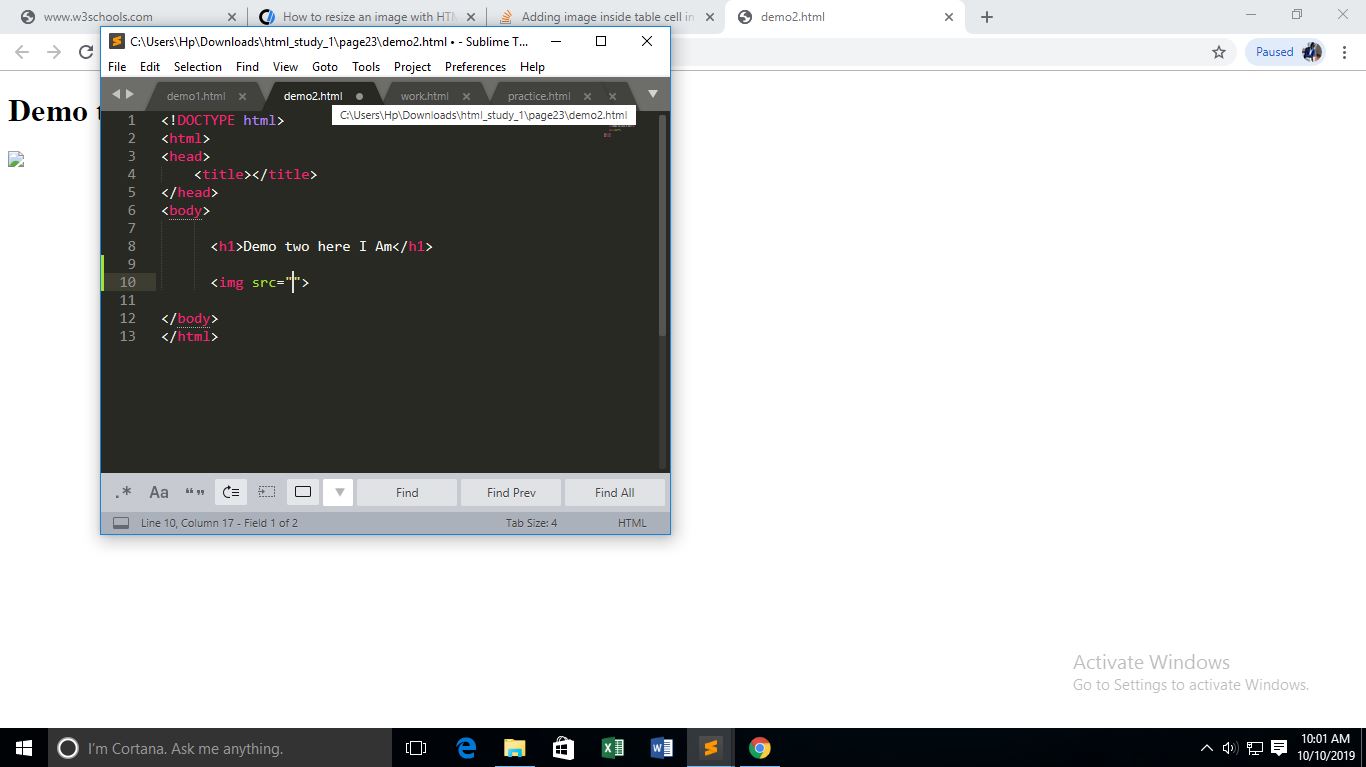 www.w3schools.com
How to resize an image with HTM
Adding image inside table cell in
demo2.html
Paused
C:\Users\Hp\Downloads\html_study_1\page23\demo2.html • - Sublime T...
File Edit Selection Find View Goto Tools Project Preferences Help
demo1.html
demo2.html
work.html
practice.html
C:\Users\Hp\Downloads\html_study_1\page23\demo2.html
Demo t
1 <!DOCTYPE html>
2 <html>
3 <head>
4 <title></title>
5 </head>
6 <body>
7
8 <h1>Demo two here I Am</h1>
9
10 <img src="">
11
12 </body>
13 </html>
.* Aa “” Find Find Prev Find All
Line 10, Column 17 - Field 1 of 2 Tab Size: 4 HTML
Activate Windows
Go to Settings to activate Windows.
I'm Cortana. Ask me anything.
10:01 AM
10/10/2019